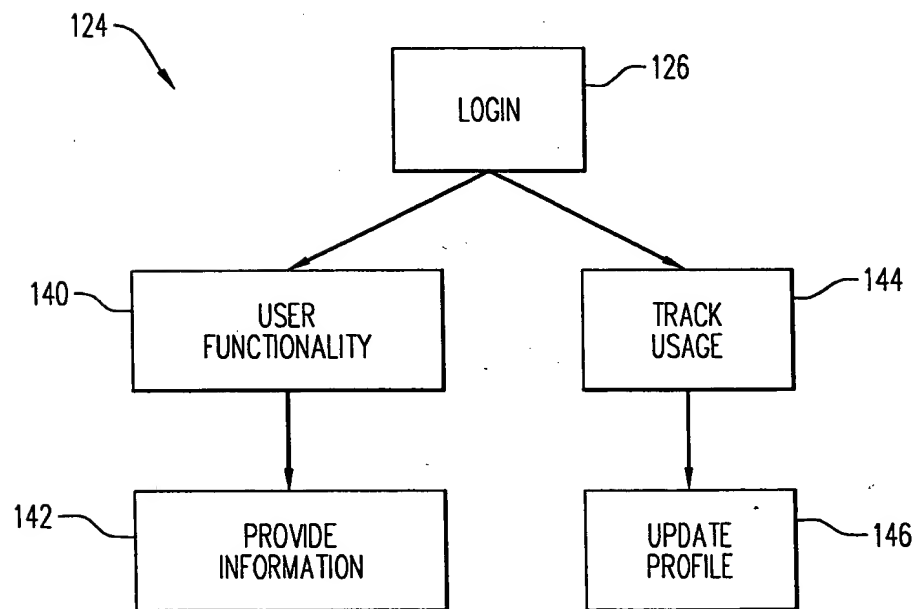 124
LOGIN
126
140
USER
FUNCTIONALITY
TRACK
USAGE
144
142
PROVIDE
INFORMATION
UPDATE
PROFILE
146